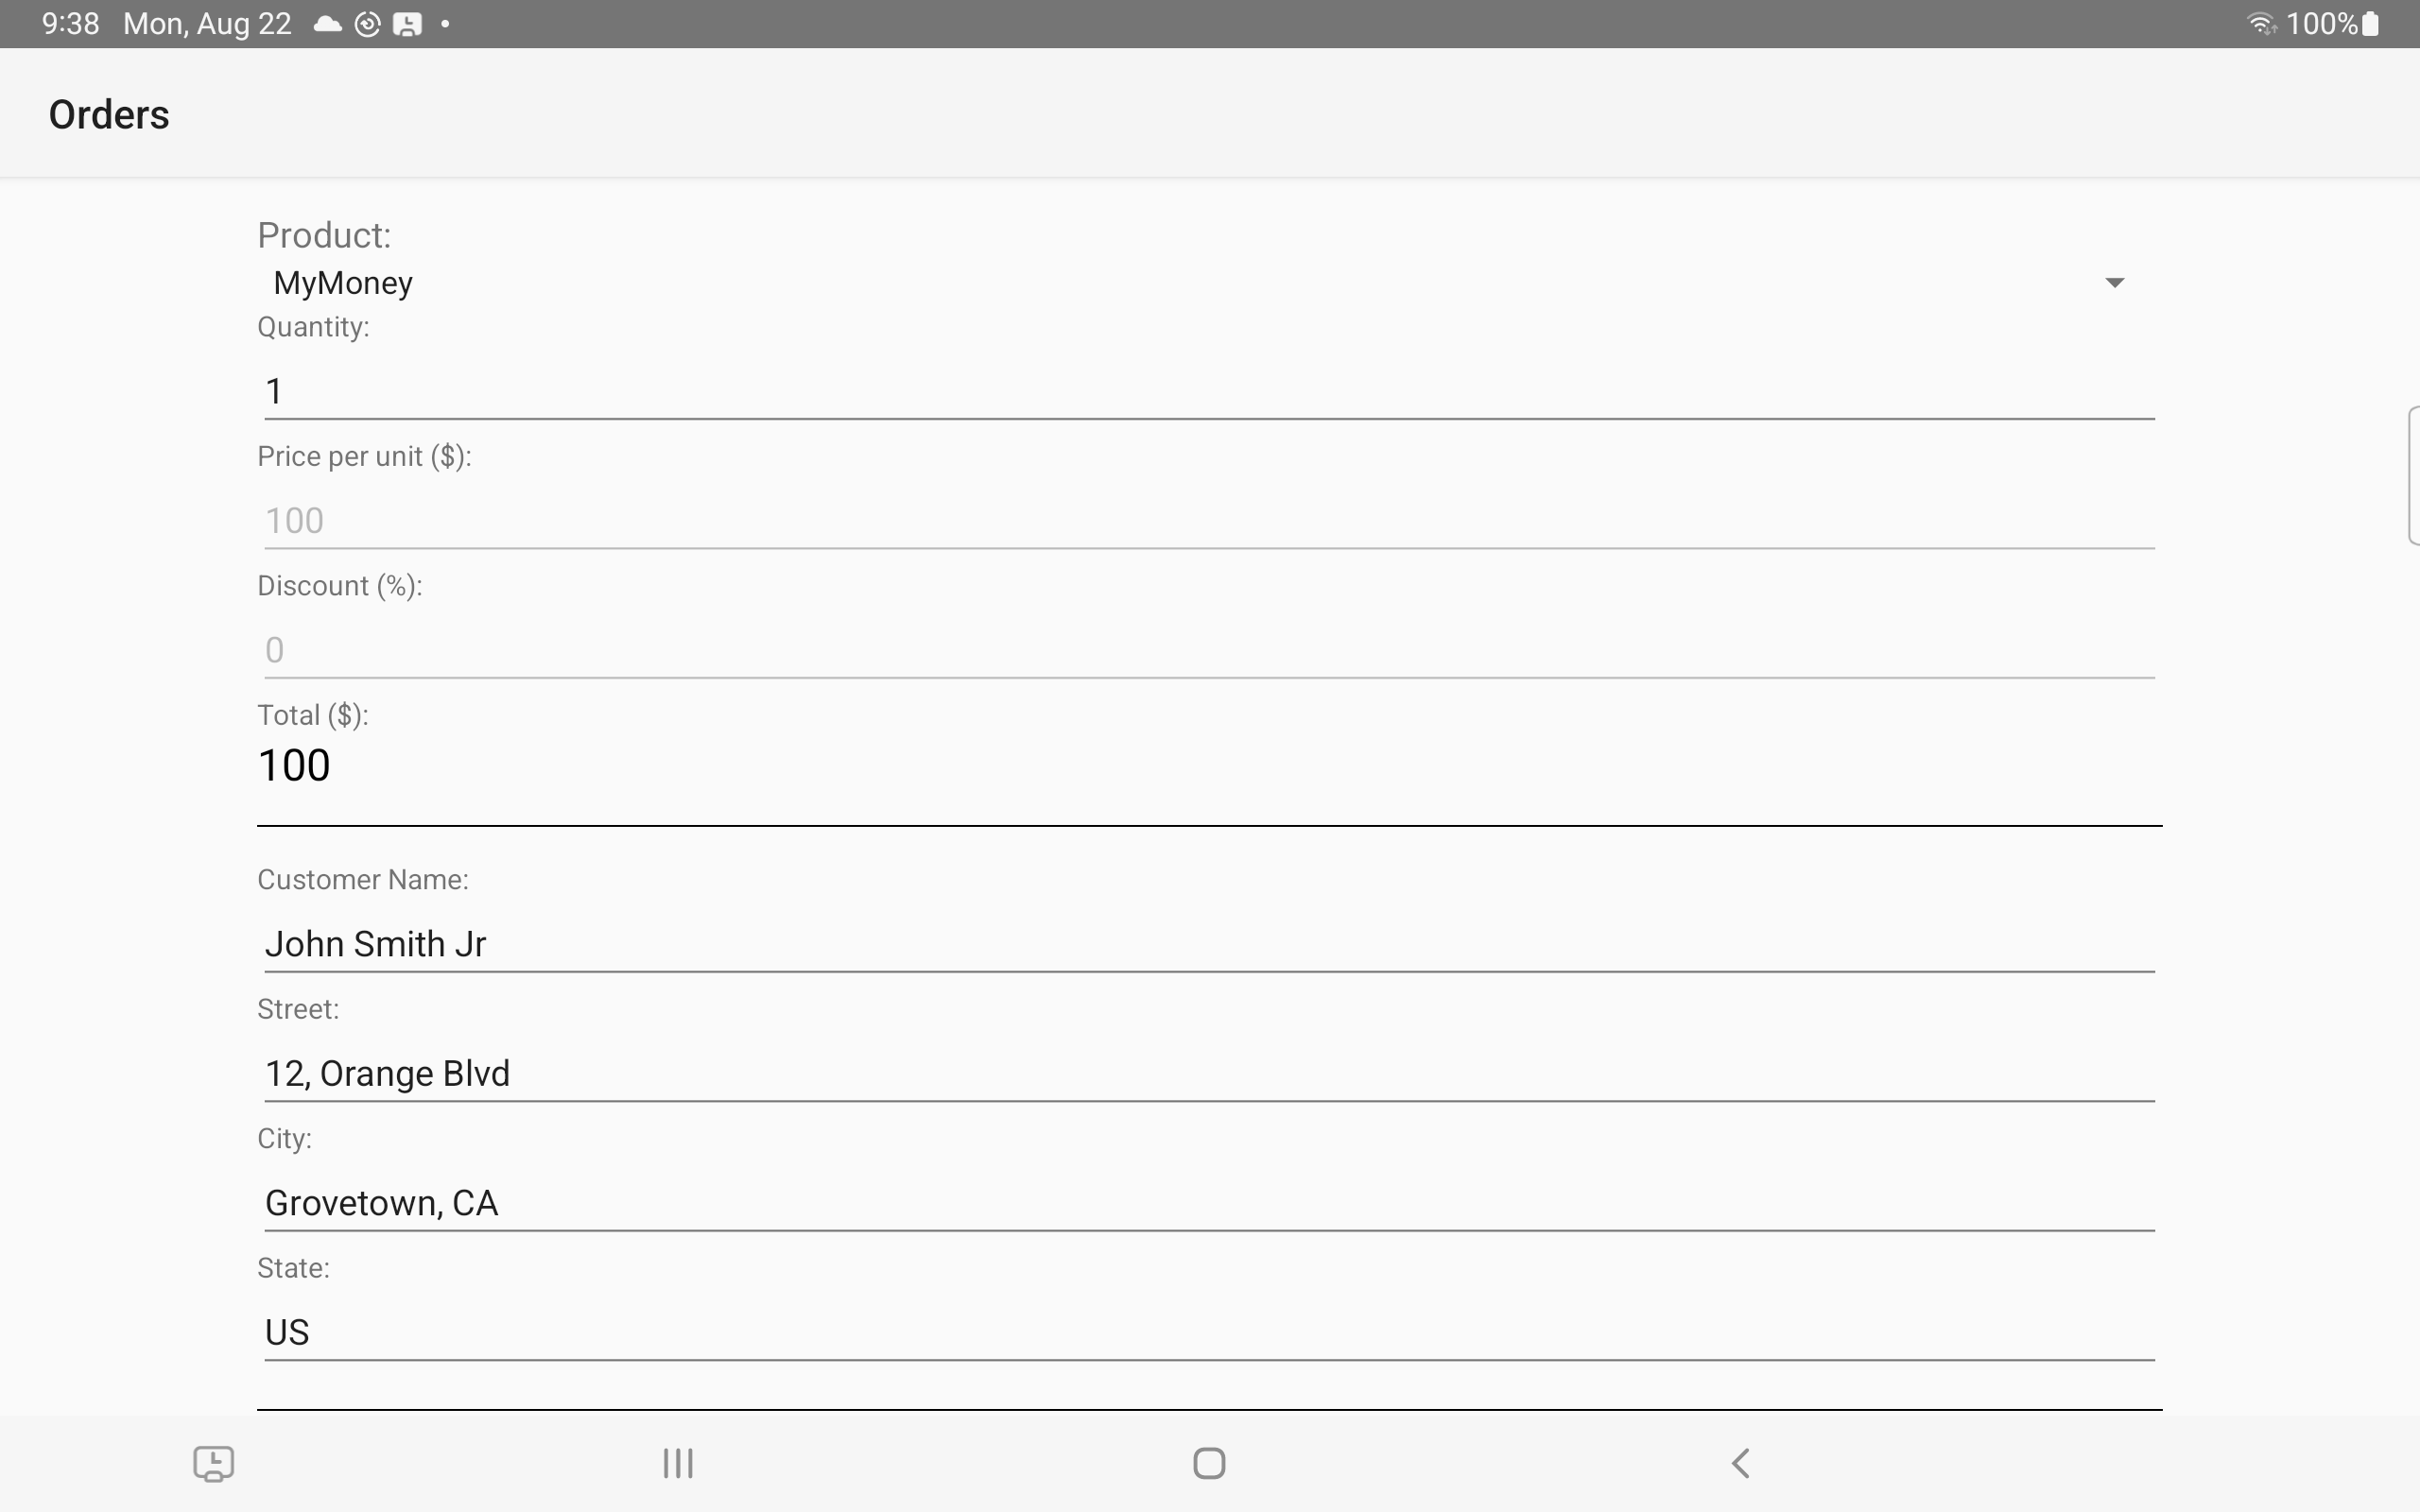 9:38 Mon, Aug 22
100%
Orders
Product:
MyMoney
Quantity:
1
Price per unit ($):
100
Discount (%):
0
Total ($):
100
Customer Name:
John Smith Jr
Street:
12, Orange Blvd
City:
Grovetown, CA
State:
US